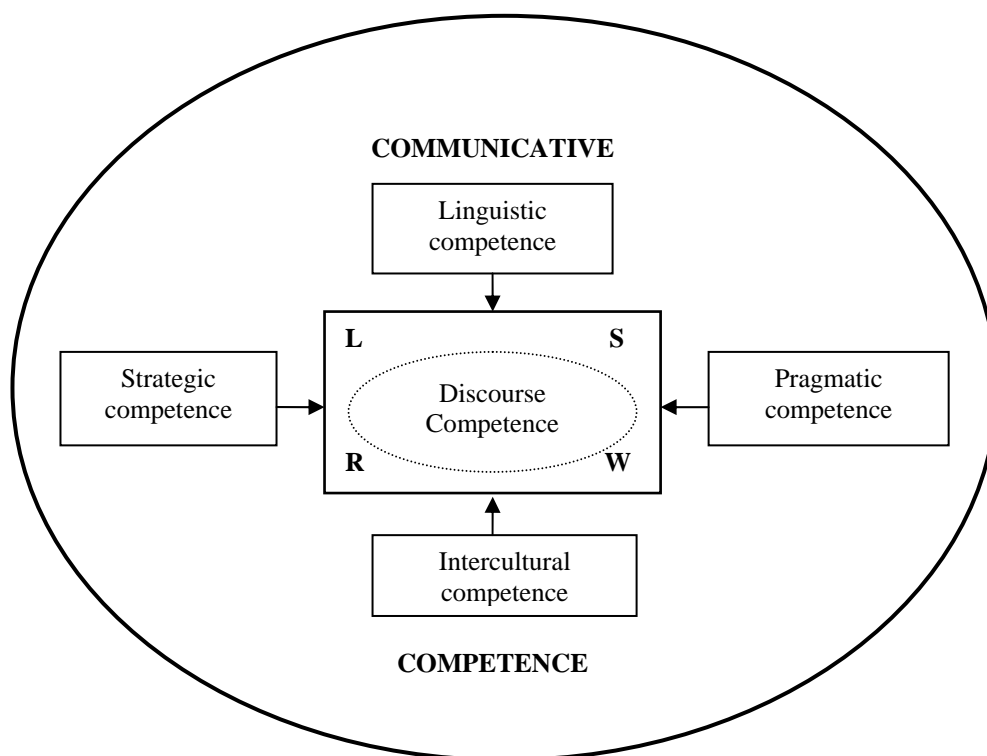 COMMUNICATIVE
Linguistic
competence
L
S
Strategic
competence
Discourse
Competence
Pragmatic
competence
R
W
Intercultural
competence
COMPETENCE